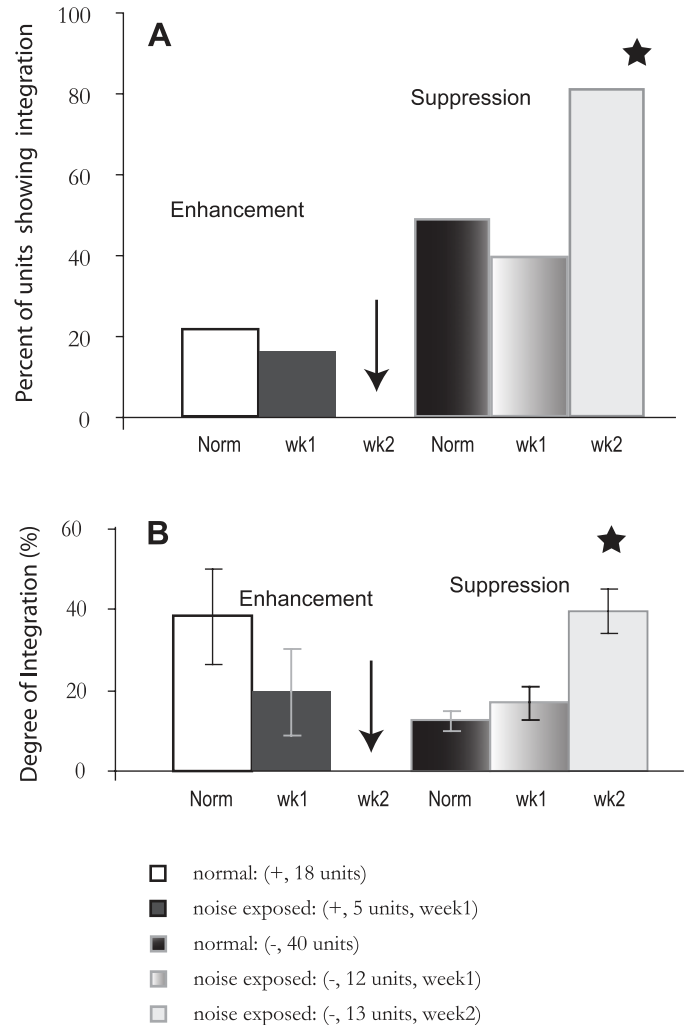 A
Percent of units showing integration
100
80
60
40
20
0
Enhancement
Suppression
Norm wk1 wk2 Norm wk1 wk2
B
Degree of Integration (%)
60
40
20
0
Enhancement
Suppression
Norm wk1 wk2 Norm wk1 wk2
normal: (+, 18 units)
noise exposed: (+, 5 units, week1)
normal: (-, 40 units)
noise exposed: (-, 12 units, week1)
noise exposed: (-, 13 units, week2)